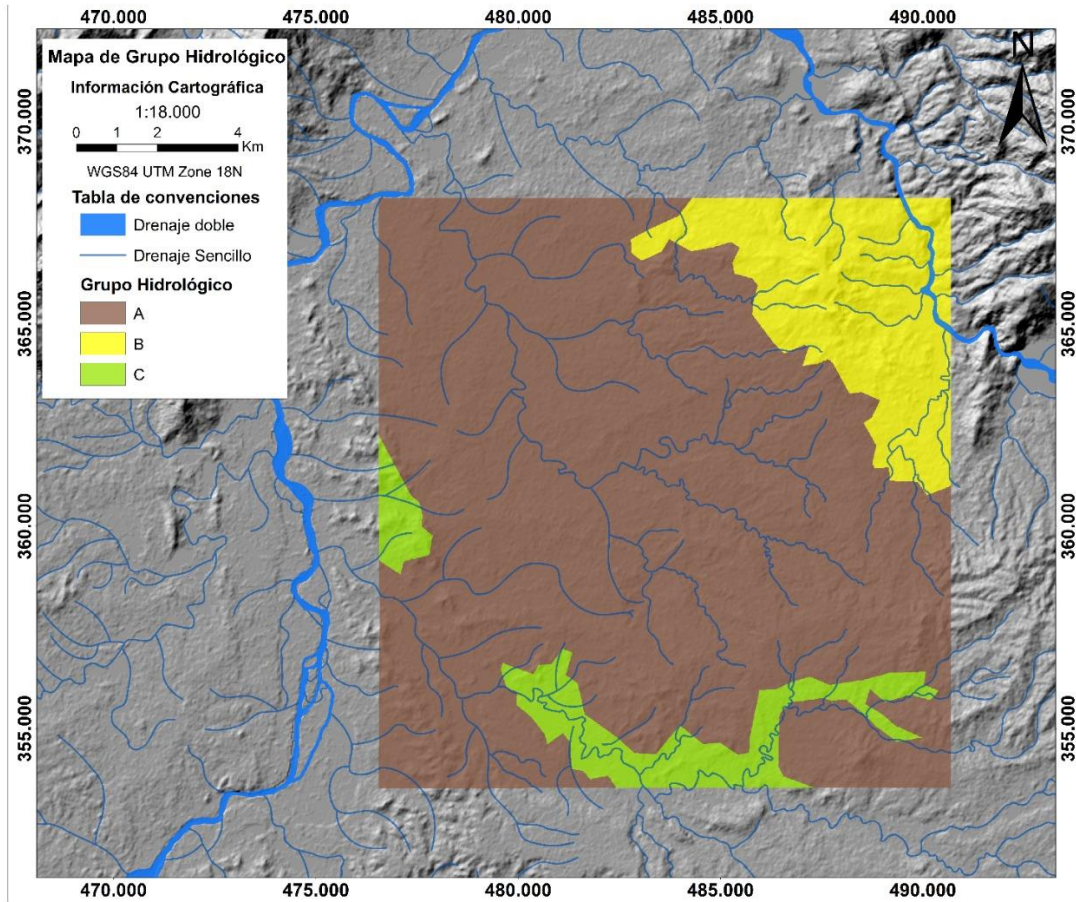 470.000 475.000 480.000 485.000 490.000
Mapa de Grupo Hidrológico
Información Cartográfica
1:18.000
0 1 2 4
Km
WGS84 UTM Zone 18N
Tabla de convenciones
Drenaje doble
Drenaje Sencillo
Grupo Hidrológico
A
B
C
N
370.000
365.000
360.000
355.000
370.000
365.000
360.000
355.000
470.000 475.000 480.000 485.000 490.000